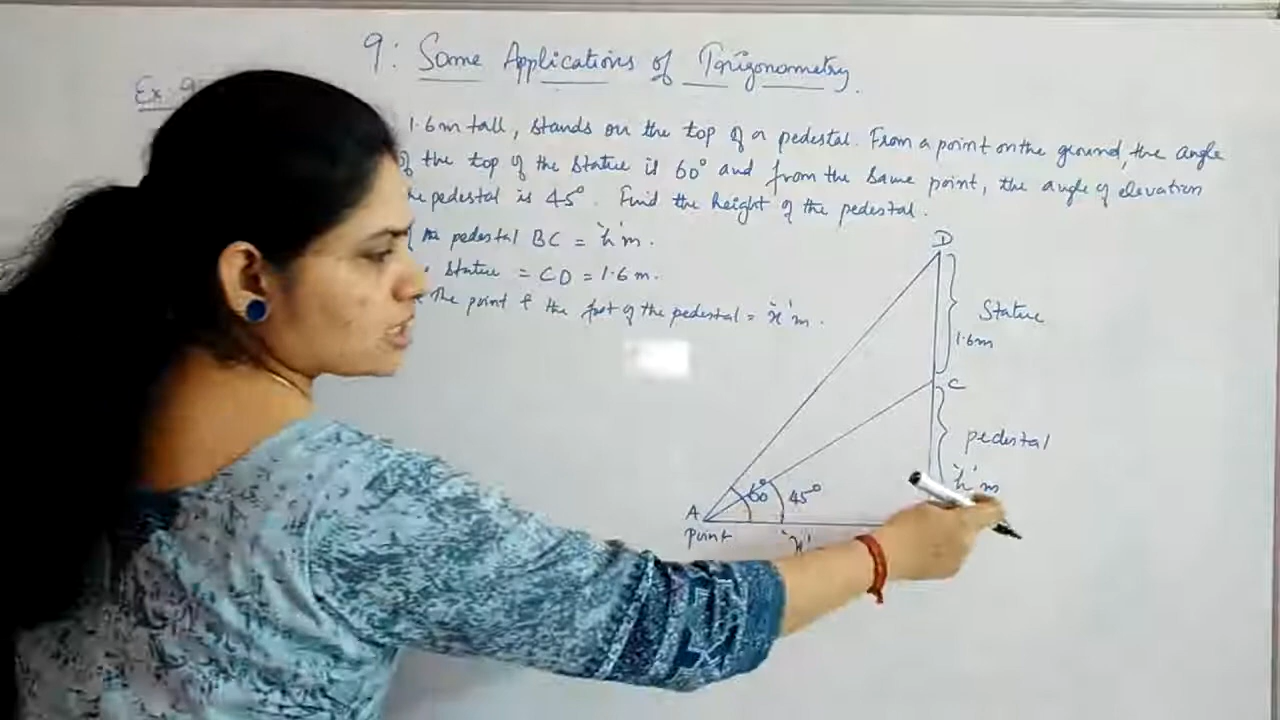 9: Some Applications of Trigonometry.
Ex
1.6m tall, stands on the top of a pedestal. From a point on the ground, the angle
of the top of the statue is 60° and from the same point, the angle of elevation
pedestal is 45°. Find the height of the pedestal.
pedestal BC = 'h' m.
Statue = CD = 1.6 m.
The point & the foot of the pedestal = 'x' m.
D
Statue
1.6m
C
pedestal
'h' m
60° 45°
A
point
'x'